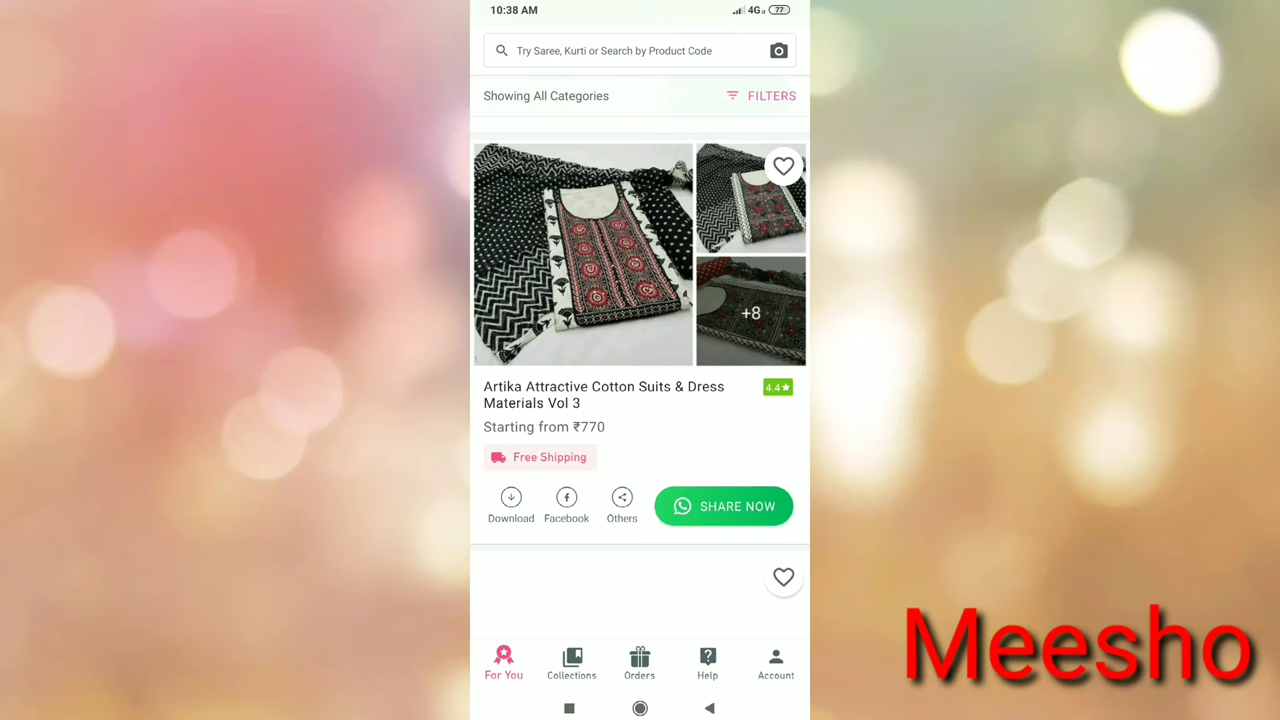 10:38 AM
4G 77
Try Saree, Kurti or Search by Product Code
Showing All Categories
FILTERS
+8
Artika Attractive Cotton Suits & Dress
Materials Vol 3
4.4★
Starting from ₹770
Free Shipping
Download
Facebook
Others
SHARE NOW
For You
Collections
Orders
Help
Account
Meesho